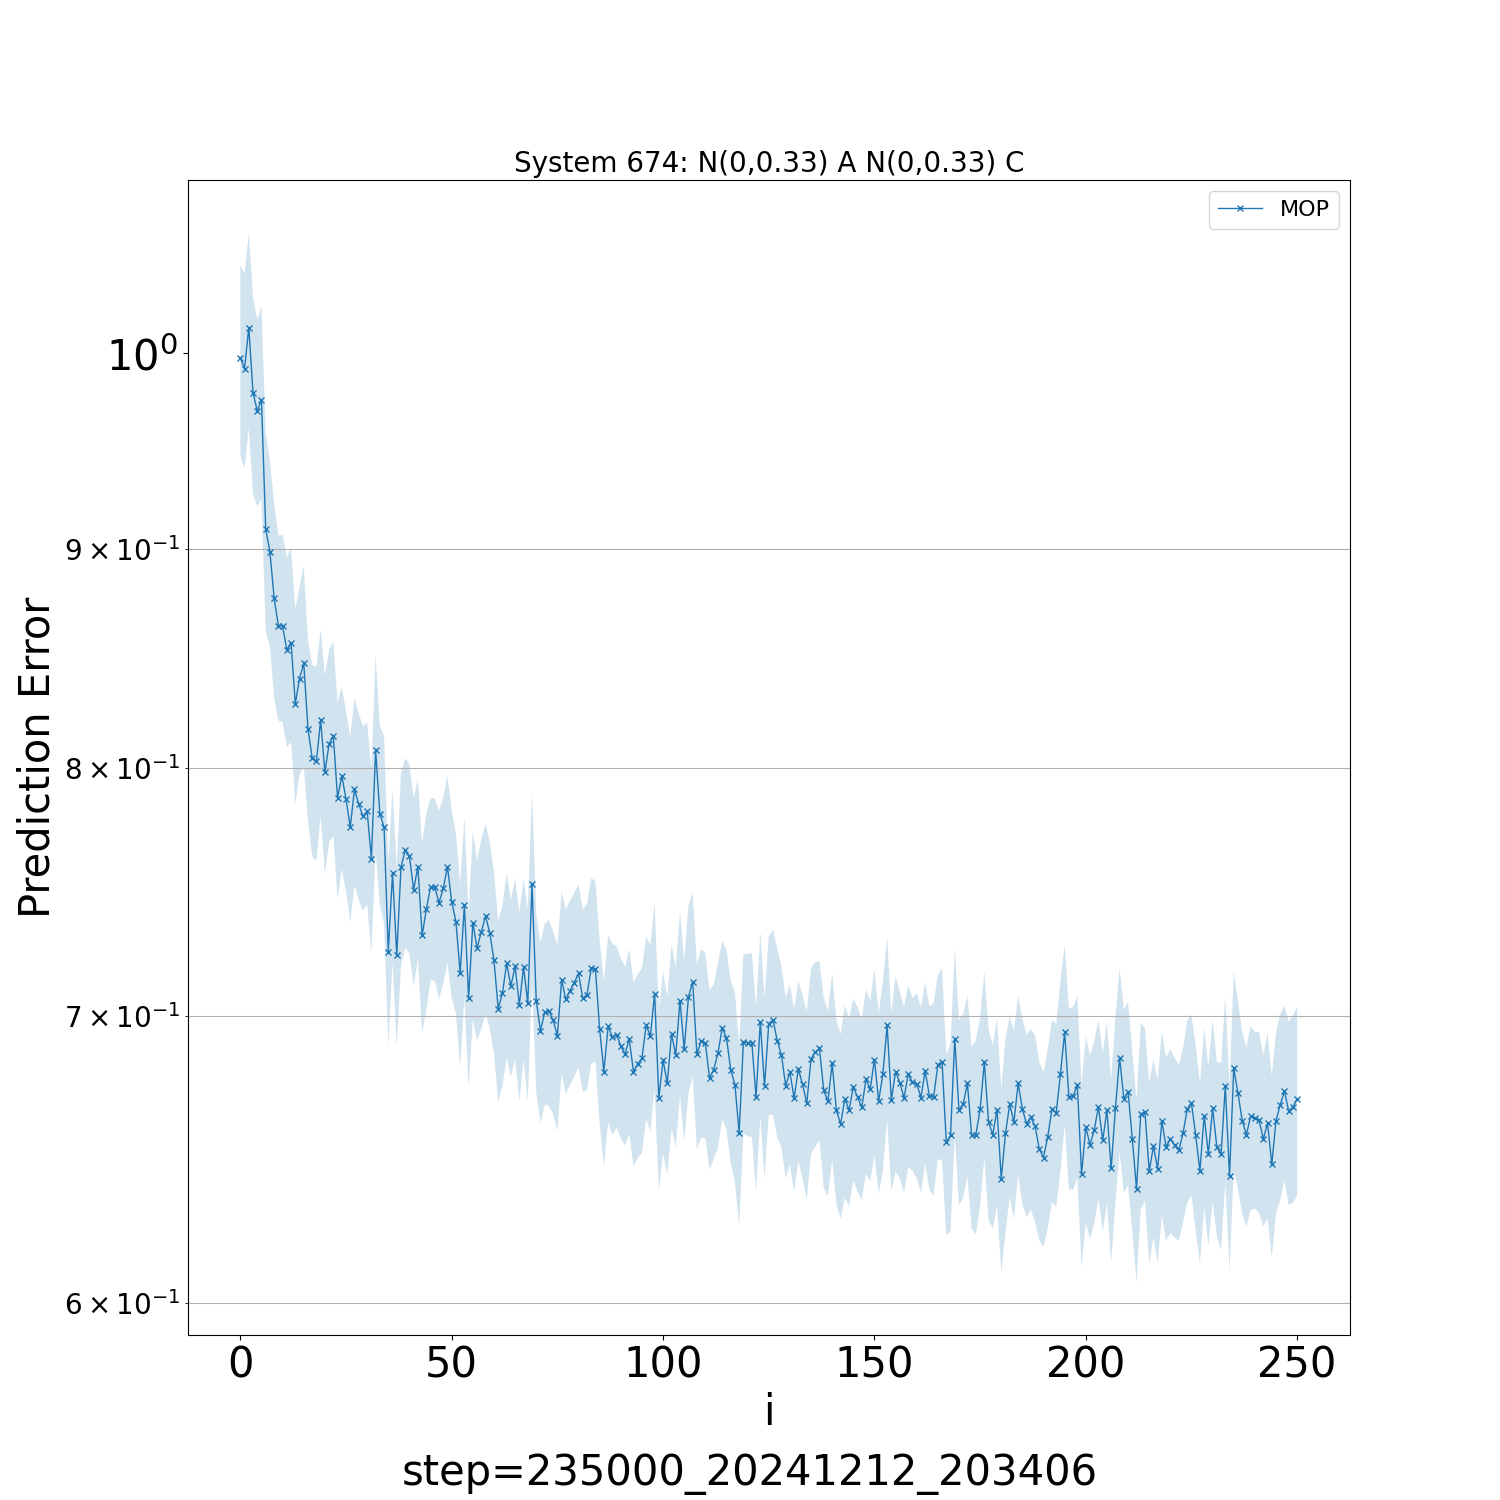 System 674: N(0,0.33) A N(0,0.33) C
MOP
10⁰
9 × 10⁻¹
8 × 10⁻¹
7 × 10⁻¹
6 × 10⁻¹
Prediction Error
0 50 100 150 200 250
i
step=235000_20241212_203406